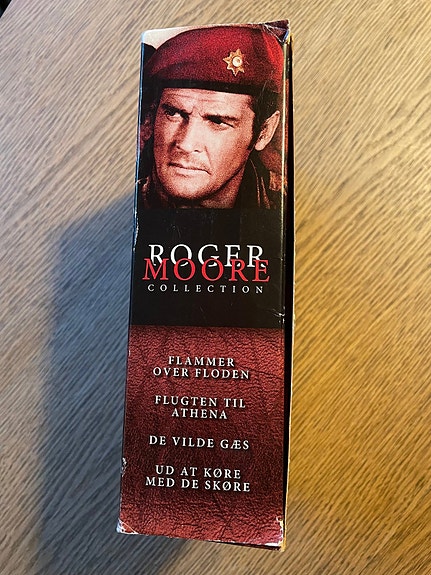 ROGER
MOORE
COLLECTION
FLAMMER
OVER FLODEN
FLUGTEN TIL
ATHENA
DE VILDE GÆS
UD AT KØRE
MED DE SKØRE